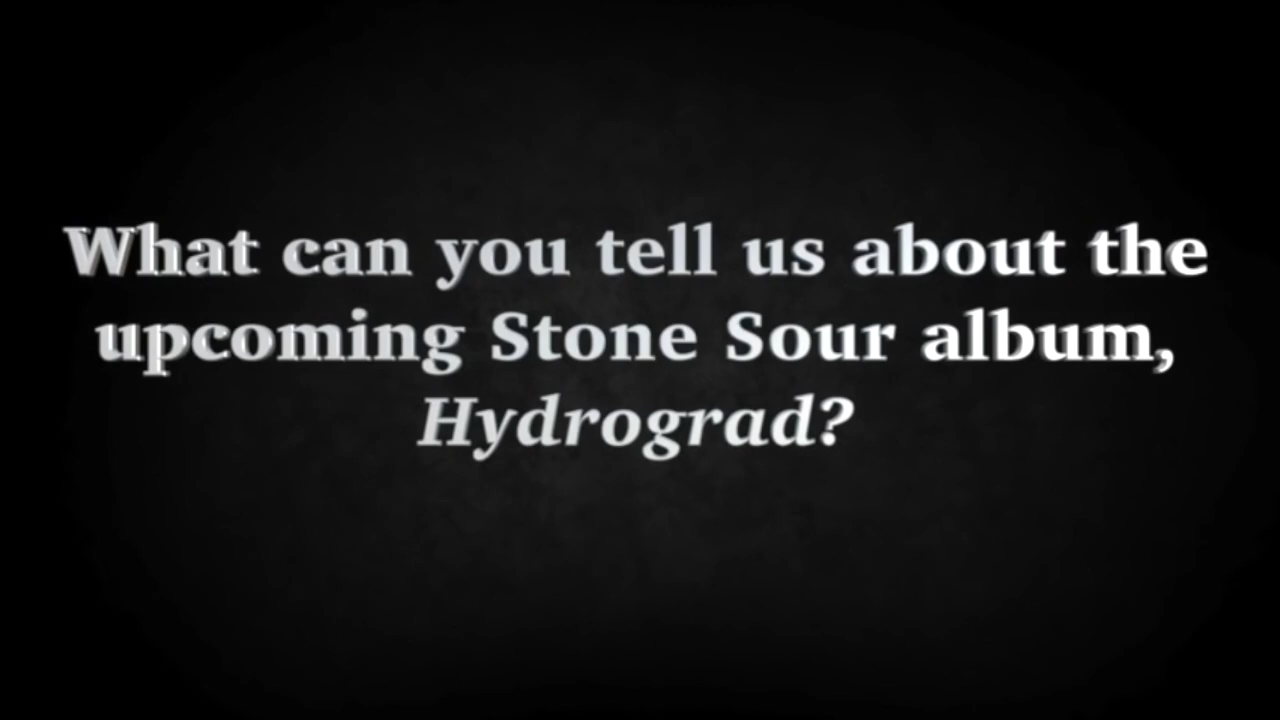 What can you tell us about the
upcoming Stone Sour album,
Hydrograd?